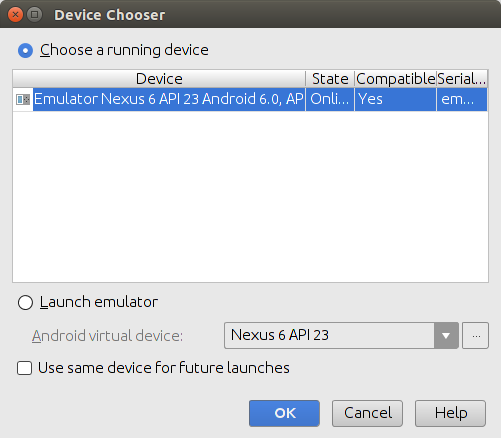 Device Chooser
Choose a running device
Device State Compatible Serial...
Emulator Nexus 6 API 23 Android 6.0, AP Onli... Yes em...
Launch emulator
Android virtual device: Nexus 6 API 23 ...
Use same device for future launches
OK Cancel Help